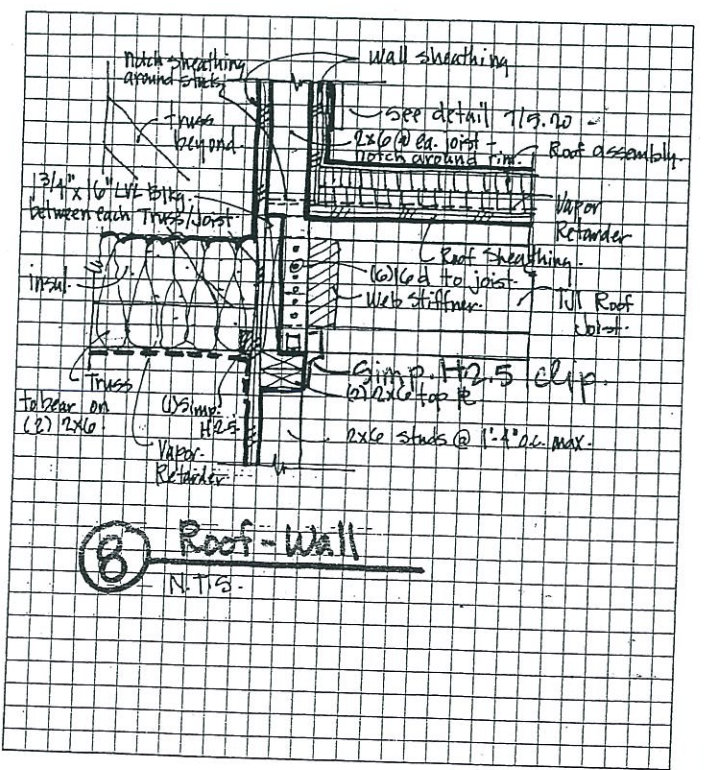 Notch sheathing
around studs
Wall sheathing
truss
beyond.
see detail 7/5.20
2x6 @ ea. joist -
notch around rim.
Roof assembly.
1 3/4" x 16" LVL Blkg.
between each Truss/Joist
Vapor
Retarder
Roof Sheathing.
insul.
(6) 16d to joist.
Web Stiffner.
TJI Roof
Joist.
Truss
to bear on
(2) 2x6
(1) Simp.
H2.5
Simp. H2.5 clip.
(2) 2x6 top PL
Vapor
Retarder
2x6 studs @ 1'-4" o.c. max.
8
Roof - Wall
N.T.S.